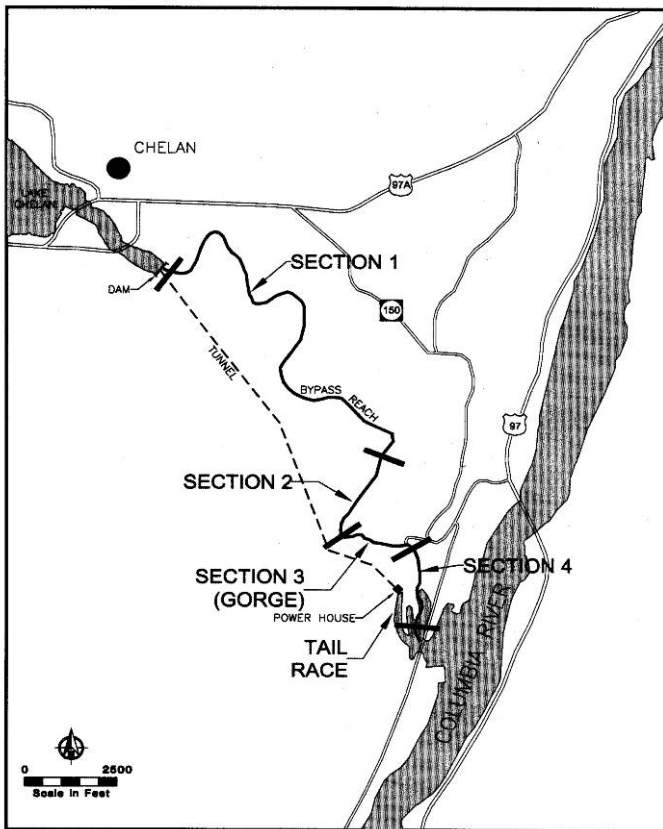 CHELAN
97A
LAKE
CHELAN
SECTION 1
DAM
150
TUNNEL
BYPASS REACH
97
SECTION 2
SECTION 3
(GORGE)
SECTION 4
POWER HOUSE
TAIL
RACE
COLUMBIA RIVER
0 2500
Scale in Feet